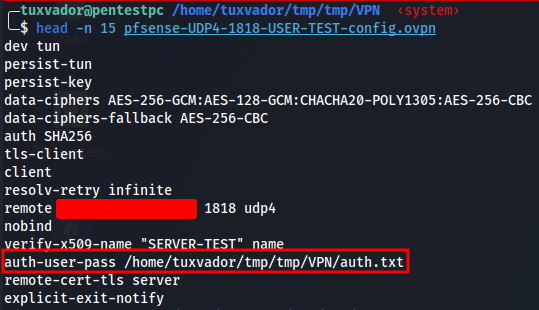 tuxvador@pentestpc /home/tuxvador/tmp/tmp/VPN ‹system›
$ head -n 15 pfsense-UDP4-1818-USER-TEST-config.ovpn
dev tun
persist-tun
persist-key
data-ciphers AES-256-GCM:AES-128-GCM:CHACHA20-POLY1305:AES-256-CBC
data-ciphers-fallback AES-256-CBC
auth SHA256
tls-client
client
resolv-retry infinite
remote 1818 udp4
nobind
verify-x509-name "SERVER-TEST" name
auth-user-pass /home/tuxvador/tmp/tmp/VPN/auth.txt
remote-cert-tls server
explicit-exit-notify